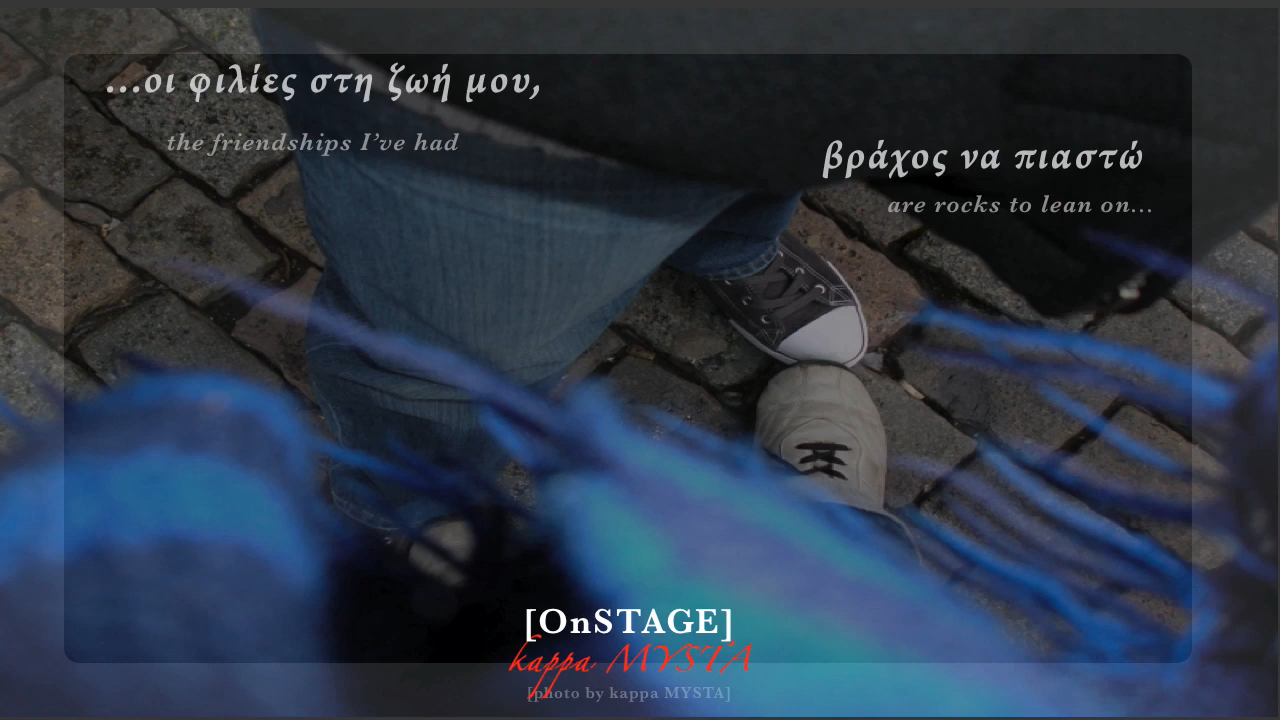 ...οι φιλίες στη ζωή μου,
the friendships I've had
βράχος να πιαστώ
are rocks to lean on...
[OnSTAGE]
kappa MYSTA
[photo by kappa MYSTA]